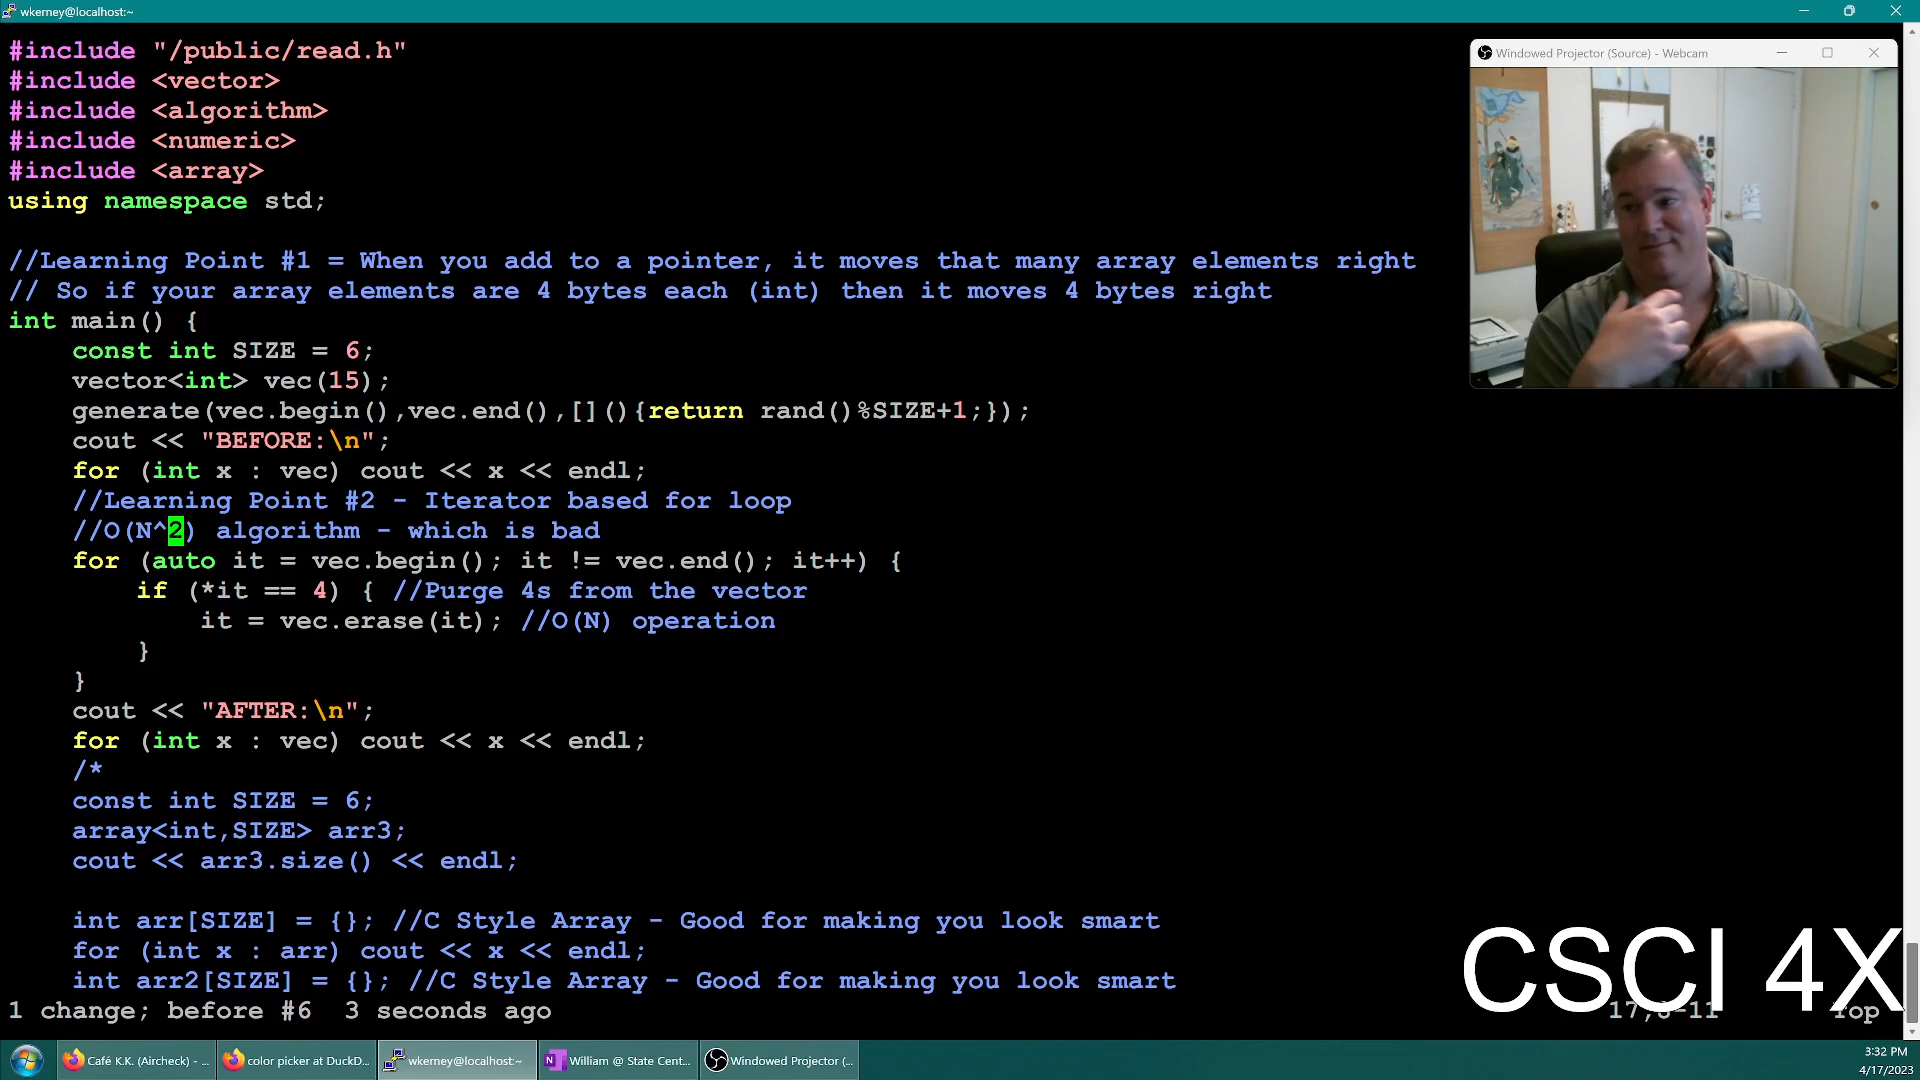 wkerney@localhost:~
#include "/public/read.h"
#include <vector>
#include <algorithm>
#include <numeric>
#include <array>
using namespace std;
//Learning Point #1 = When you add to a pointer, it moves that many array elements right
// So if your array elements are 4 bytes each (int) then it moves 4 bytes right
int main() {
const int SIZE = 6;
vector<int> vec(15);
generate(vec.begin(),vec.end(),[](){return rand()%SIZE+1;});
cout << "BEFORE:\n";
for (int x : vec) cout << x << endl;
//Learning Point #2 - Iterator based for loop
//O(N^2) algorithm - which is bad
for (auto it = vec.begin(); it != vec.end(); it++) {
if (*it == 4) { //Purge 4s from the vector
it = vec.erase(it); //O(N) operation
}
}
cout << "AFTER:\n";
for (int x : vec) cout << x << endl;
/*
const int SIZE = 6;
array<int,SIZE> arr3;
cout << arr3.size() << endl;
int arr[SIZE] = {}; //C Style Array - Good for making you look smart
for (int x : arr) cout << x << endl;
int arr2[SIZE] = {}; //C Style Array - Good for making you look smart
1 change; before #6  3 seconds ago
Windowed Projector (Source) - Webcam
CSCI 4X
Top
Café K.K. (Aircheck) - ...
color picker at DuckD...
wkerney@localhost:~
William @ State Cent...
Windowed Projector (...
3:32 PM
4/17/2023